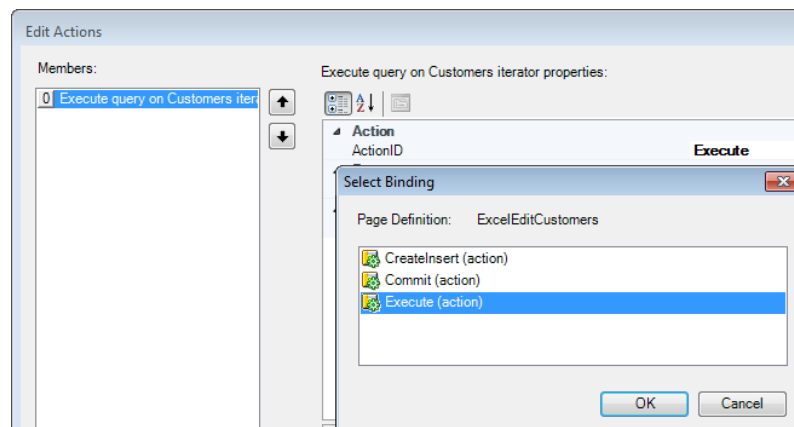 Edit Actions
Members:
Execute query on Customers iterator properties:
0 Execute query on Customers itera
Action
ActionID Execute
Select Binding
Page Definition: ExcelEditCustomers
CreateInsert (action)
Commit (action)
Execute (action)
OK Cancel